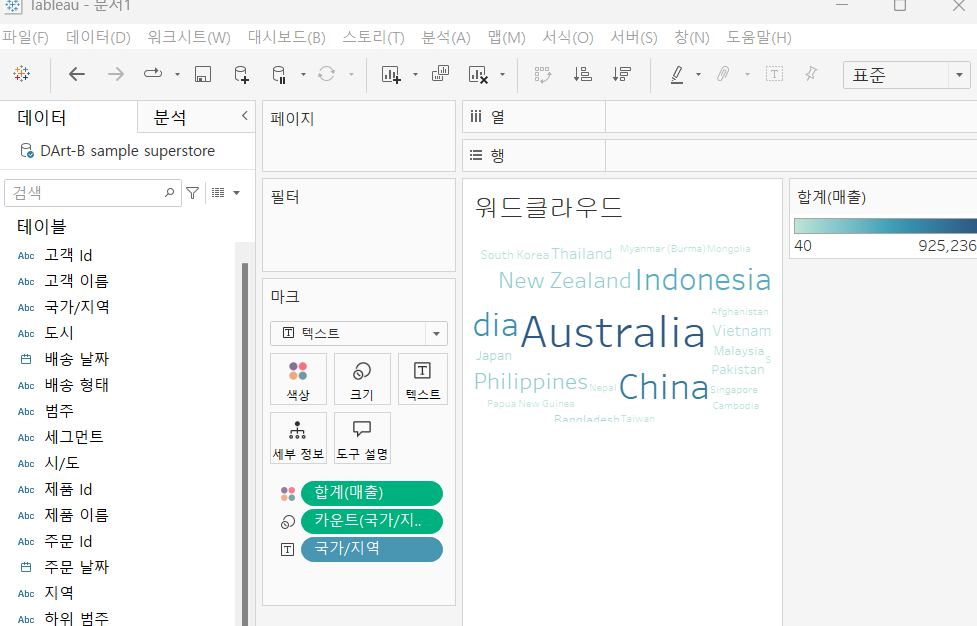 Tableau - 문서1
파일(F) 데이터(D) 워크시트(W) 대시보드(B) 스토리(T) 분석(A) 맵(M) 서식(O) 서버(S) 창(N) 도움말(H)
표준
데이터 분석
DArt-B sample superstore
검색
테이블
Abc 고객 Id
Abc 고객 이름
Abc 국가/지역
Abc 도시
배송 날짜
Abc 배송 형태
Abc 범주
Abc 세그먼트
Abc 시/도
Abc 제품 Id
Abc 제품 이름
Abc 주문 Id
주문 날짜
Abc 지역
Abc 하위 범주
페이지
필터
마크
텍스트
색상 크기 텍스트
세부 정보 도구 설명
합계(매출)
카운트(국가/지..
국가/지역
열
행
워드클라우드
South Korea Thailand Myanmar (Burma) Mongolia
New Zealand Indonesia
Afghanistan
dia Australia Vietnam
Japan Malaysia S
Pakistan
Philippines Nepal China Singapore
Papua New Guinea Cambodia
Bangladesh Taiwan
합계(매출)
40 925,236